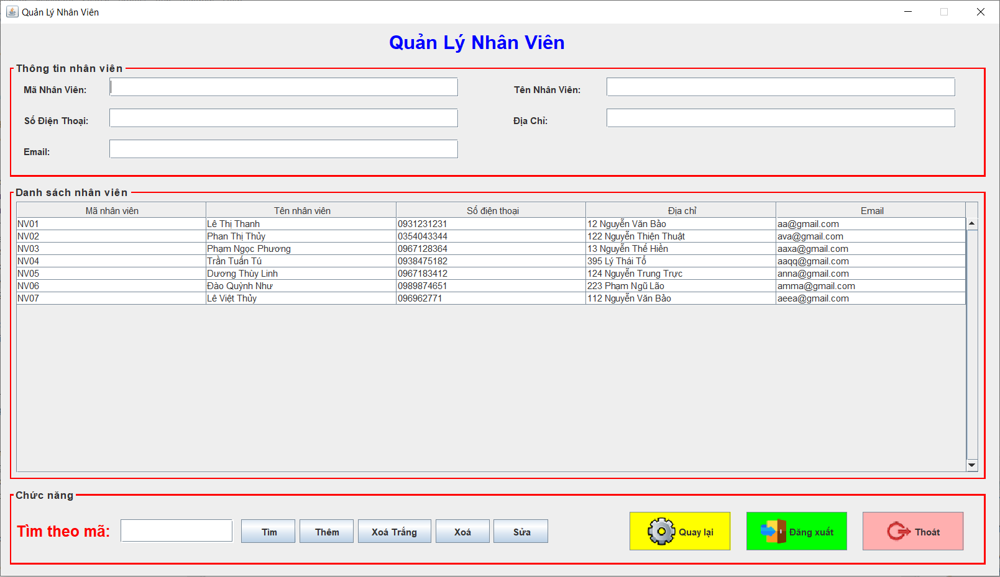 Quản Lý Nhân Viên
Quản Lý Nhân Viên
Thông tin nhân viên
Mã Nhân Viên: Tên Nhân Viên:
Số Điện Thoại: Địa Chỉ:
Email:
Danh sách nhân viên
Mã nhân viên Tên nhân viên Số điện thoại Địa chỉ Email
NV01 Lê Thị Thanh 0931231231 12 Nguyễn Văn Bảo aa@gmail.com
NV02 Phan Thị Thủy 0354043344 122 Nguyễn Thiện Thuật ava@gmail.com
NV03 Phạm Ngọc Phương 0967128364 13 Nguyễn Thế Hiền aaxa@gmail.com
NV04 Trần Tuấn Tú 0938475182 395 Lý Thái Tổ aaqq@gmail.com
NV05 Dương Thùy Linh 0967183412 124 Nguyễn Trung Trực anna@gmail.com
NV06 Đào Quỳnh Như 0989874651 223 Phạm Ngũ Lão amma@gmail.com
NV07 Lê Việt Thủy 096962771 112 Nguyễn Văn Bảo aeea@gmail.com
Chức năng
Tìm theo mã: Tìm Thêm Xoá Trắng Xoá Sửa Quay lại Đăng xuất Thoát